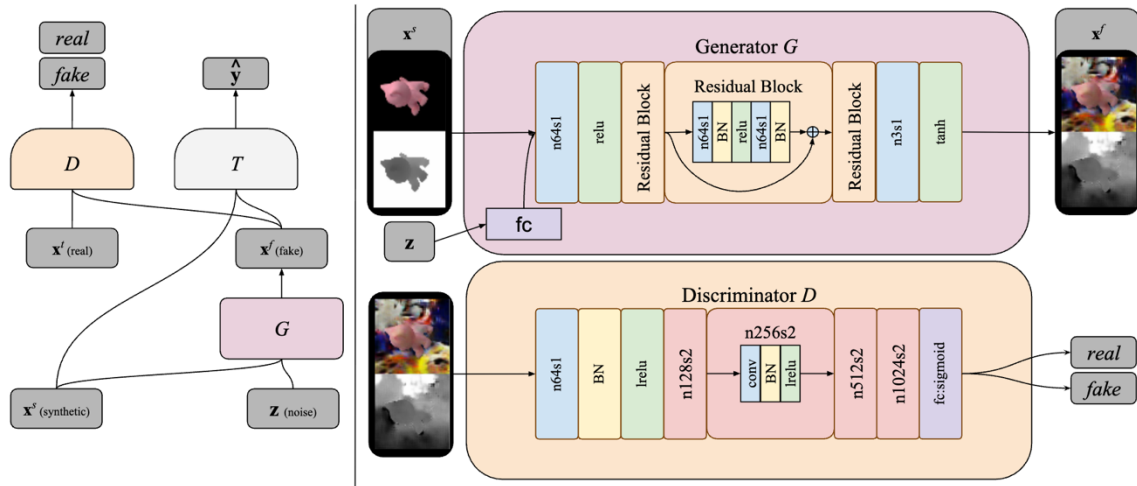 real
fake
ŷ
D
T
x^t (real)
x^f (fake)
G
x^s (synthetic)
z (noise)
x^s
Generator G
x^f
n64s1
relu
Residual Block
Residual Block
n64s1
BN
relu
n64s1
BN
Residual Block
n3s1
tanh
fc
z
Discriminator D
n64s1
BN
lrelu
n128s2
n256s2
conv
BN
lrelu
n512s2
n1024s2
fc:sigmoid
real
fake